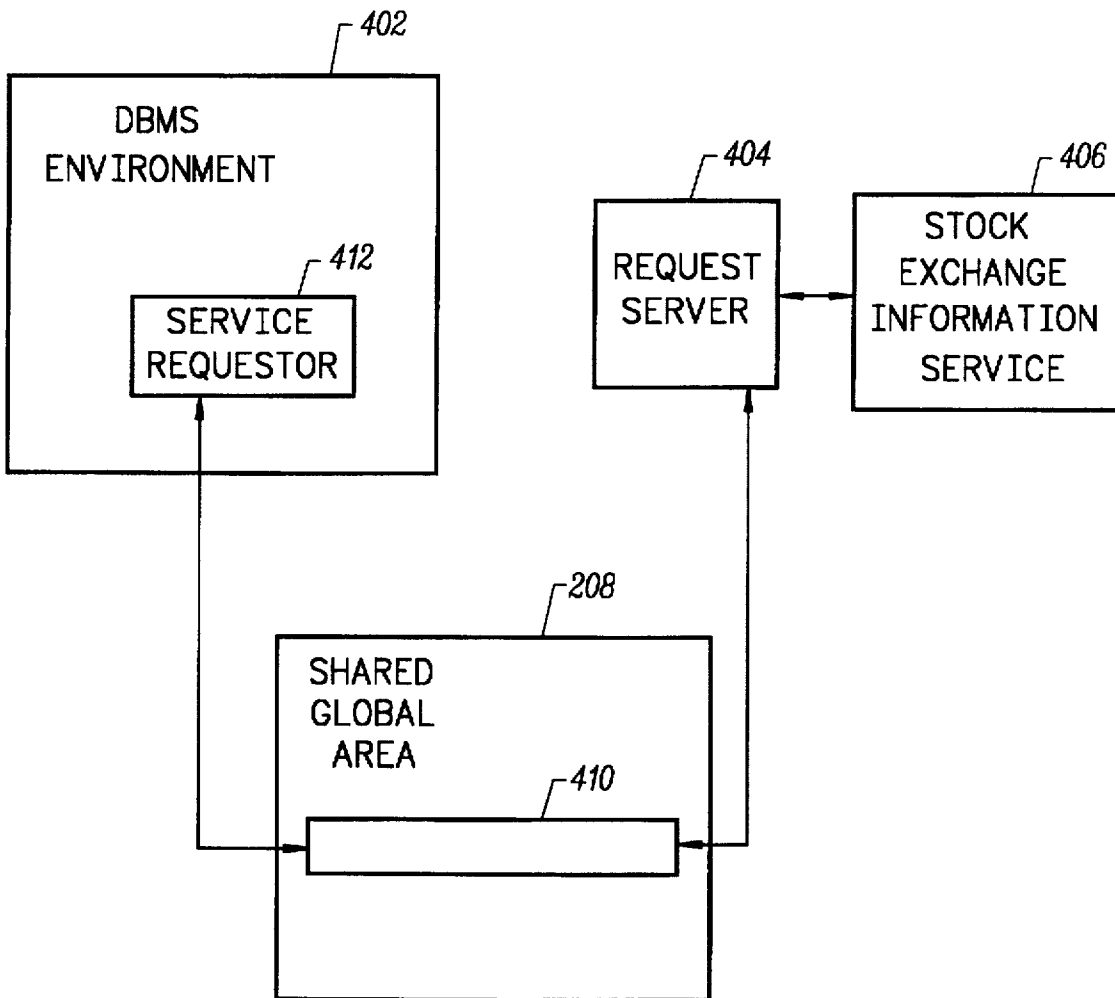 402
DBMS
ENVIRONMENT
412
SERVICE
REQUESTOR
404
REQUEST
SERVER
406
STOCK
EXCHANGE
INFORMATION
SERVICE
208
SHARED
GLOBAL
AREA
410